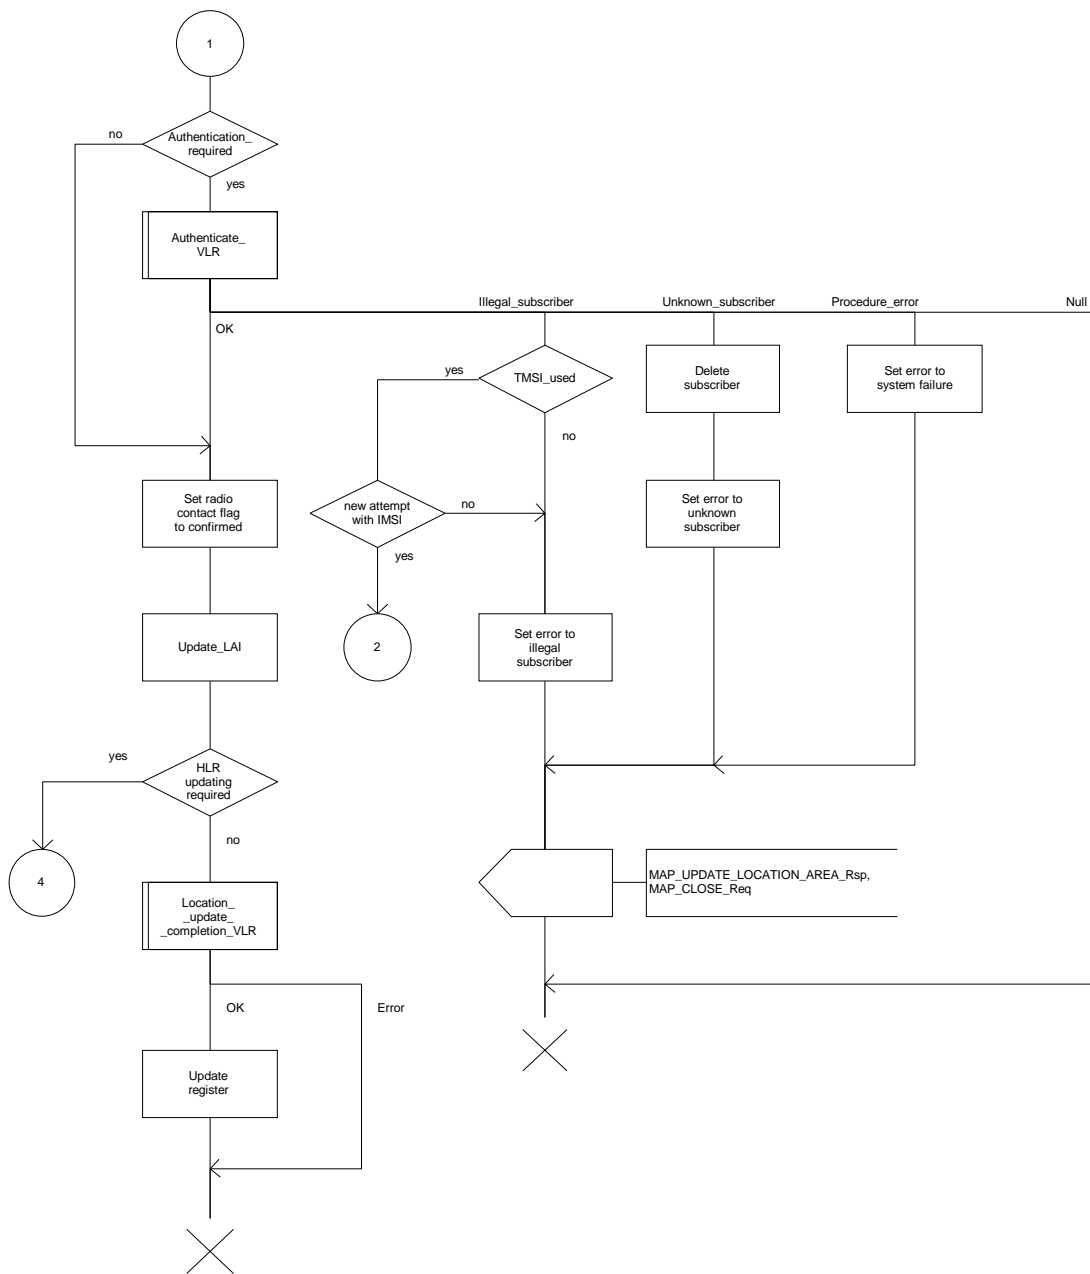 1
Authentication_
required
no
yes
Authenticate_
VLR
Illegal_subscriber
Unknown_subscriber
Procedure_error
Null
OK
yes
TMSI_used
no
Delete
subscriber
Set error to
system failure
Set radio
contact flag
to confirmed
new attempt
with IMSI
no
yes
Set error to
unknown
subscriber
Update_LAI
2
Set error to
illegal
subscriber
yes
HLR
updating
required
no
4
Location_
_update_
_completion_VLR
MAP_UPDATE_LOCATION_AREA_Rsp,
MAP_CLOSE_Req
OK
Error
Update
register